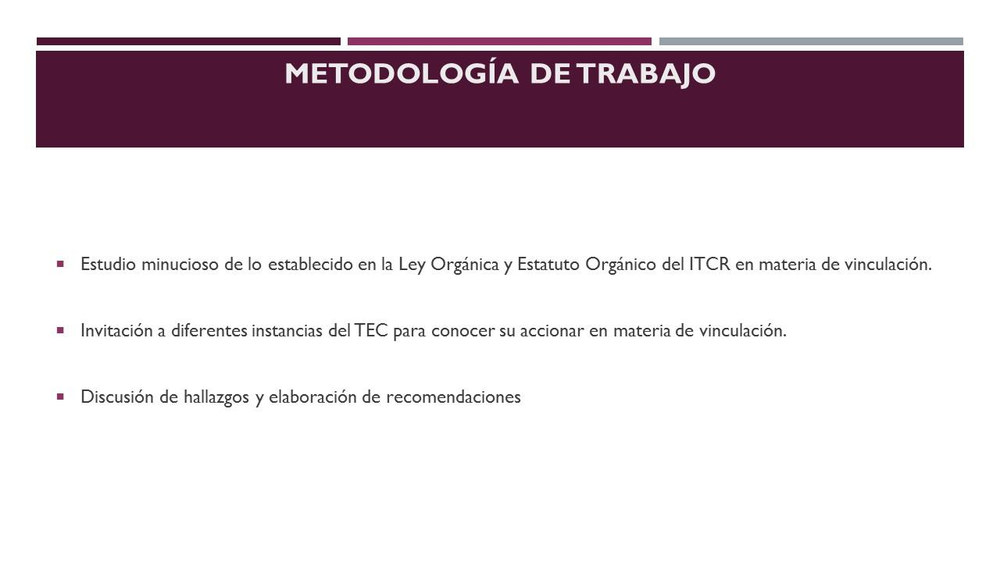 METODOLOGÍA DE TRABAJO
Estudio minucioso de lo establecido en la Ley Orgánica y Estatuto Orgánico del ITCR en materia de vinculación.
Invitación a diferentes instancias del TEC para conocer su accionar en materia de vinculación.
Discusión de hallazgos y elaboración de recomendaciones